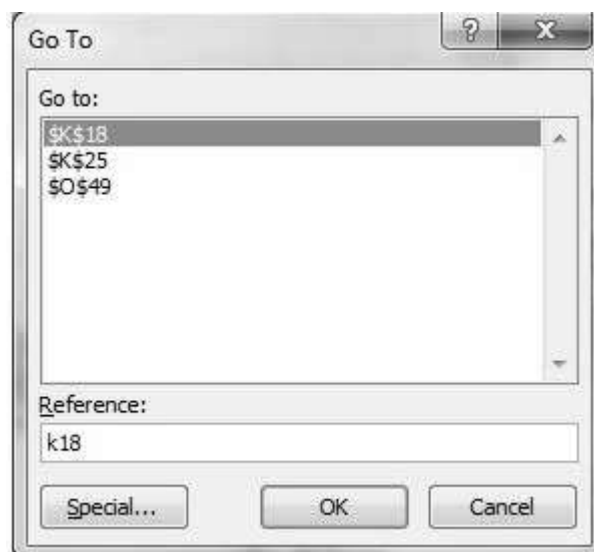 Go To
Go to:
$K$18
$K$25
$O$49
Reference:
k18
Special... OK Cancel